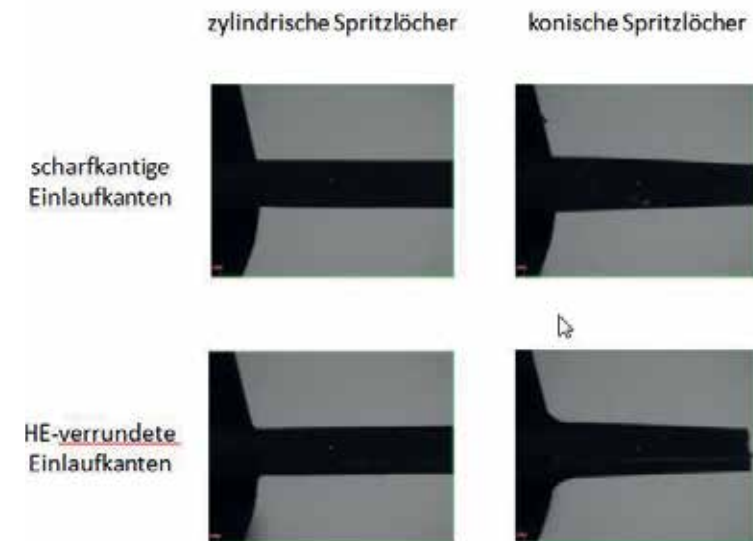 zylindrische Spritzlöcher
konische Spritzlöcher
scharfkantige
Einlaufkanten
HE-verrundete
Einlaufkanten